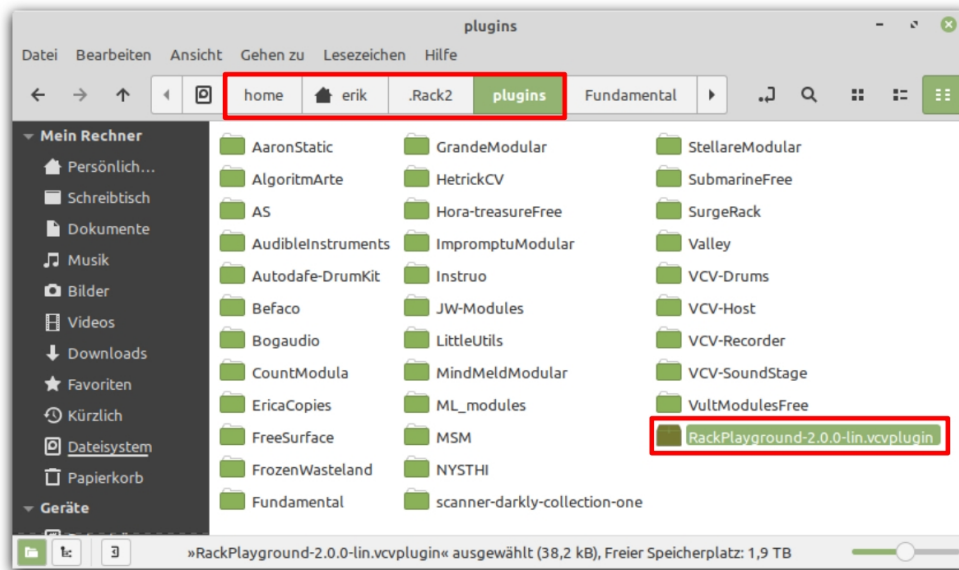 plugins
Datei Bearbeiten Ansicht Gehen zu Lesezeichen Hilfe
home erik .Rack2 plugins Fundamental
Mein Rechner
Persönlich...
Schreibtisch
Dokumente
Musik
Bilder
Videos
Downloads
Favoriten
Kürzlich
Dateisystem
Papierkorb
Geräte
AaronStatic
AlgoritmArte
AS
AudibleInstruments
Autodafe-DrumKit
Befaco
Bogaudio
CountModula
EricaCopies
FreeSurface
FrozenWasteland
Fundamental
GrandeModular
HetrickCV
Hora-treasureFree
ImpromptuModular
Instruo
JW-Modules
LittleUtils
MindMeldModular
ML_modules
MSM
NYSTHI
scanner-darkly-collection-one
StellareModular
SubmarineFree
SurgeRack
Valley
VCV-Drums
VCV-Host
VCV-Recorder
VCV-SoundStage
VultModulesFree
RackPlayground-2.0.0-lin.vcvplugin
»RackPlayground-2.0.0-lin.vcvplugin« ausgewählt (38,2 kB), Freier Speicherplatz: 1,9 TB